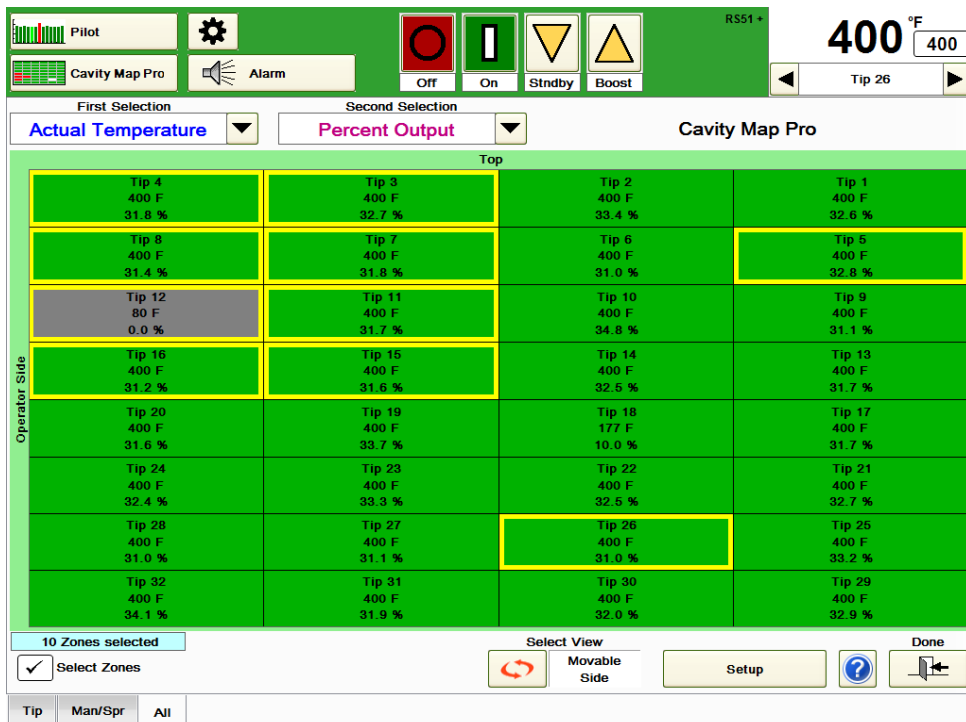 Pilot
RS51 +
400 °F
400
Cavity Map Pro
Alarm
Off
On
Stndby
Boost
Tip 26
First Selection
Second Selection
Actual Temperature
Percent Output
Cavity Map Pro
Top
Operator Side
Tip 4
400 F
31.8 %
Tip 3
400 F
32.7 %
Tip 2
400 F
33.4 %
Tip 1
400 F
32.6 %
Tip 8
400 F
31.4 %
Tip 7
400 F
31.8 %
Tip 6
400 F
31.0 %
Tip 5
400 F
32.8 %
Tip 12
80 F
0.0 %
Tip 11
400 F
31.7 %
Tip 10
400 F
34.8 %
Tip 9
400 F
31.1 %
Tip 16
400 F
31.2 %
Tip 15
400 F
31.6 %
Tip 14
400 F
32.5 %
Tip 13
400 F
31.7 %
Tip 20
400 F
31.6 %
Tip 19
400 F
33.7 %
Tip 18
177 F
10.0 %
Tip 17
400 F
31.7 %
Tip 24
400 F
32.4 %
Tip 23
400 F
33.3 %
Tip 22
400 F
32.5 %
Tip 21
400 F
32.7 %
Tip 28
400 F
31.0 %
Tip 27
400 F
31.1 %
Tip 26
400 F
31.0 %
Tip 25
400 F
33.2 %
Tip 32
400 F
34.1 %
Tip 31
400 F
31.9 %
Tip 30
400 F
32.0 %
Tip 29
400 F
32.9 %
10 Zones selected
Select View
Done
Select Zones
Movable
Side
Setup
?
Tip
Man/Spr
All